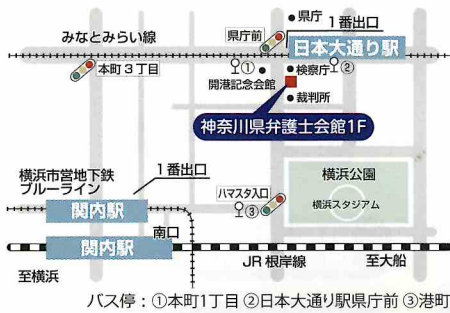 ●県庁
県庁前
1番出口
みなとみらい線
日本大通り駅
本町3丁目
①
●検察庁
②
開港記念会館
●裁判所
神奈川県弁護士会館1F
横浜市営地下鉄
ブルーライン
1番出口
横浜公園
ハマスタ入口
横浜スタジアム
関内駅
③
関内駅
南口
至横浜
JR 根岸線
至大船
バス停：①本町1丁目 ②日本大通り駅県庁前 ③港町